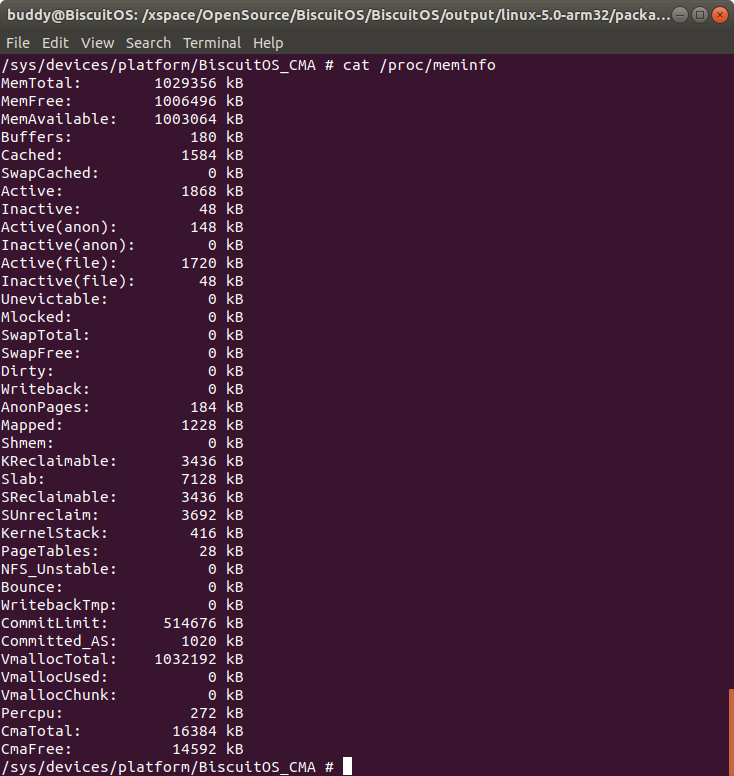 buddy@BiscuitOS: /xspace/OpenSource/BiscuitOS/BiscuitOS/output/linux-5.0-arm32/packa...
File Edit View Search Terminal Help
/sys/devices/platform/BiscuitOS_CMA # cat /proc/meminfo
MemTotal:        1029356 kB
MemFree:         1006496 kB
MemAvailable:    1003064 kB
Buffers:             180 kB
Cached:             1584 kB
SwapCached:            0 kB
Active:             1868 kB
Inactive:             48 kB
Active(anon):        148 kB
Inactive(anon):        0 kB
Active(file):       1720 kB
Inactive(file):       48 kB
Unevictable:           0 kB
Mlocked:               0 kB
SwapTotal:             0 kB
SwapFree:              0 kB
Dirty:                 0 kB
Writeback:             0 kB
AnonPages:           184 kB
Mapped:             1228 kB
Shmem:                 0 kB
KReclaimable:       3436 kB
Slab:               7128 kB
SReclaimable:       3436 kB
SUnreclaim:         3692 kB
KernelStack:         416 kB
PageTables:           28 kB
NFS_Unstable:          0 kB
Bounce:                0 kB
WritebackTmp:          0 kB
CommitLimit:      514676 kB
Committed_AS:       1020 kB
VmallocTotal:    1032192 kB
VmallocUsed:           0 kB
VmallocChunk:          0 kB
Percpu:              272 kB
CmaTotal:          16384 kB
CmaFree:           14592 kB
/sys/devices/platform/BiscuitOS_CMA #